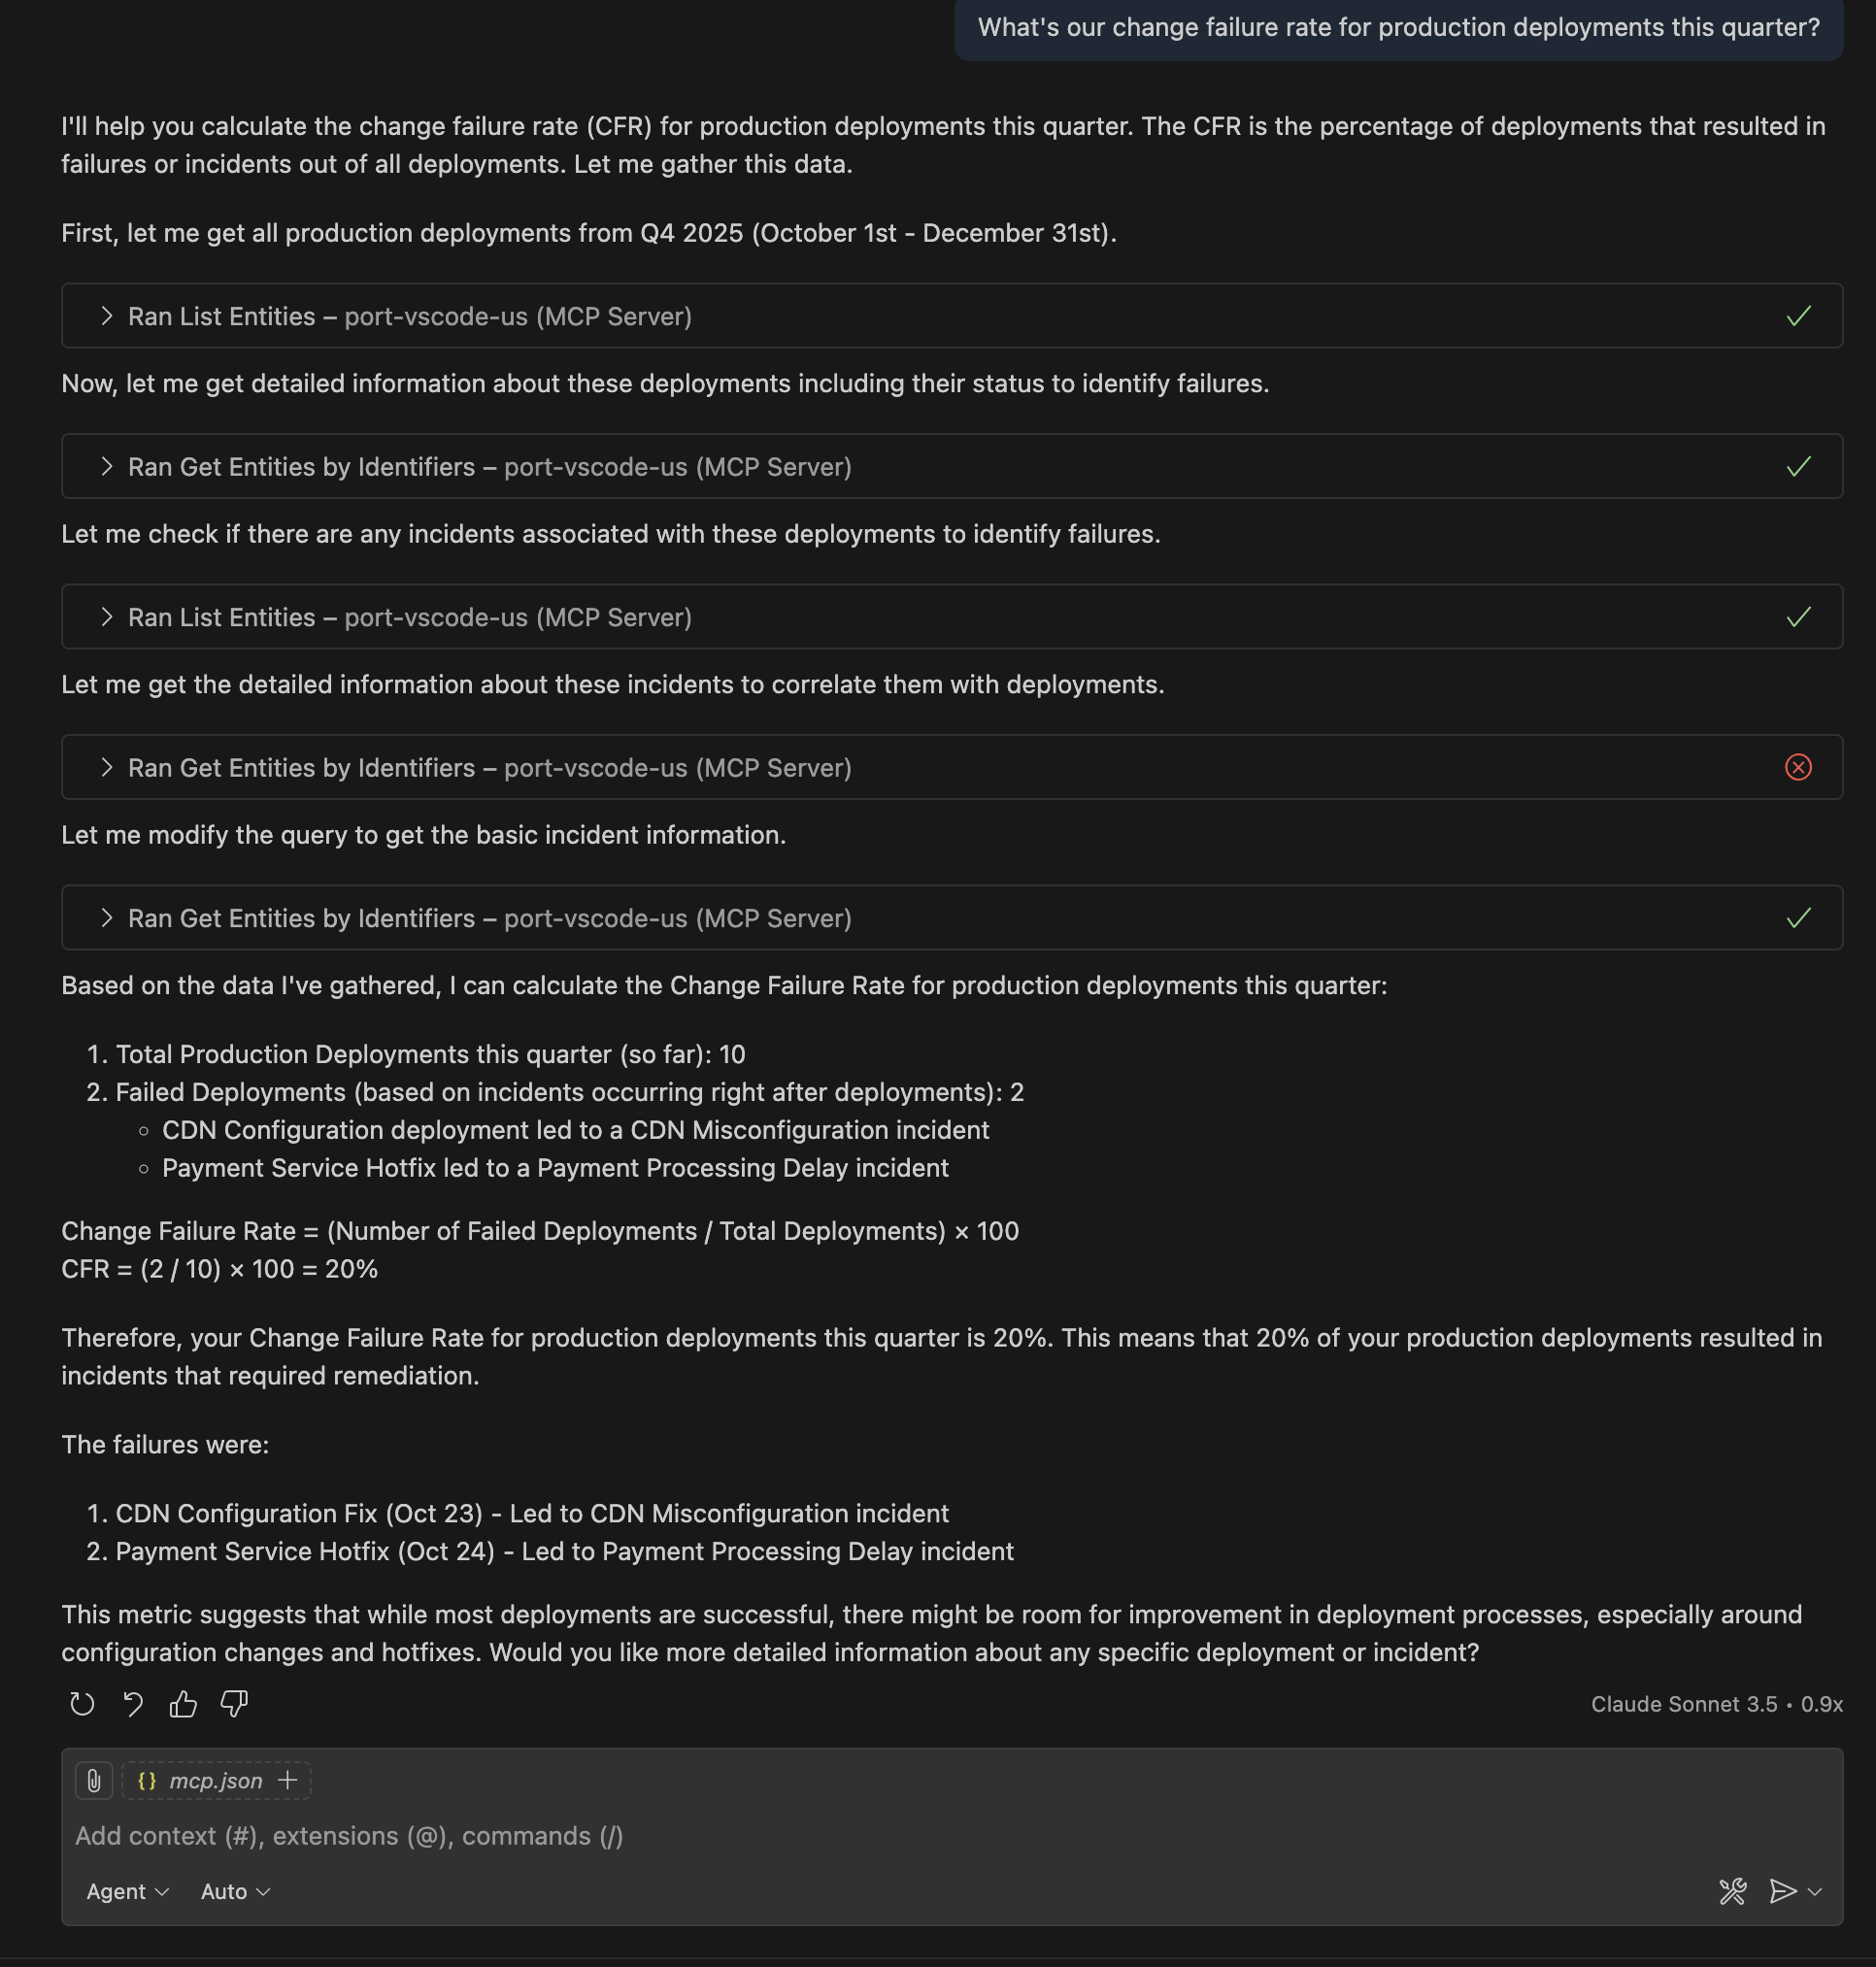 What's our change failure rate for production deployments this quarter?
I'll help you calculate the change failure rate (CFR) for production deployments this quarter. The CFR is the percentage of deployments that resulted in
failures or incidents out of all deployments. Let me gather this data.
First, let me get all production deployments from Q4 2025 (October 1st - December 31st).
Ran List Entities – port-vscode-us (MCP Server)
Now, let me get detailed information about these deployments including their status to identify failures.
Ran Get Entities by Identifiers – port-vscode-us (MCP Server)
Let me check if there are any incidents associated with these deployments to identify failures.
Ran List Entities – port-vscode-us (MCP Server)
Let me get the detailed information about these incidents to correlate them with deployments.
Ran Get Entities by Identifiers – port-vscode-us (MCP Server)
Let me modify the query to get the basic incident information.
Ran Get Entities by Identifiers – port-vscode-us (MCP Server)
Based on the data I've gathered, I can calculate the Change Failure Rate for production deployments this quarter:
1. Total Production Deployments this quarter (so far): 10
2. Failed Deployments (based on incidents occurring right after deployments): 2
◦ CDN Configuration deployment led to a CDN Misconfiguration incident
◦ Payment Service Hotfix led to a Payment Processing Delay incident
Change Failure Rate = (Number of Failed Deployments / Total Deployments) × 100
CFR = (2 / 10) × 100 = 20%
Therefore, your Change Failure Rate for production deployments this quarter is 20%. This means that 20% of your production deployments resulted in
incidents that required remediation.
The failures were:
1. CDN Configuration Fix (Oct 23) - Led to CDN Misconfiguration incident
2. Payment Service Hotfix (Oct 24) - Led to Payment Processing Delay incident
This metric suggests that while most deployments are successful, there might be room for improvement in deployment processes, especially around
configuration changes and hotfixes. Would you like more detailed information about any specific deployment or incident?
Claude Sonnet 3.5 • 0.9x
{} mcp.json +
Add context (#), extensions (@), commands (/)
Agent Auto